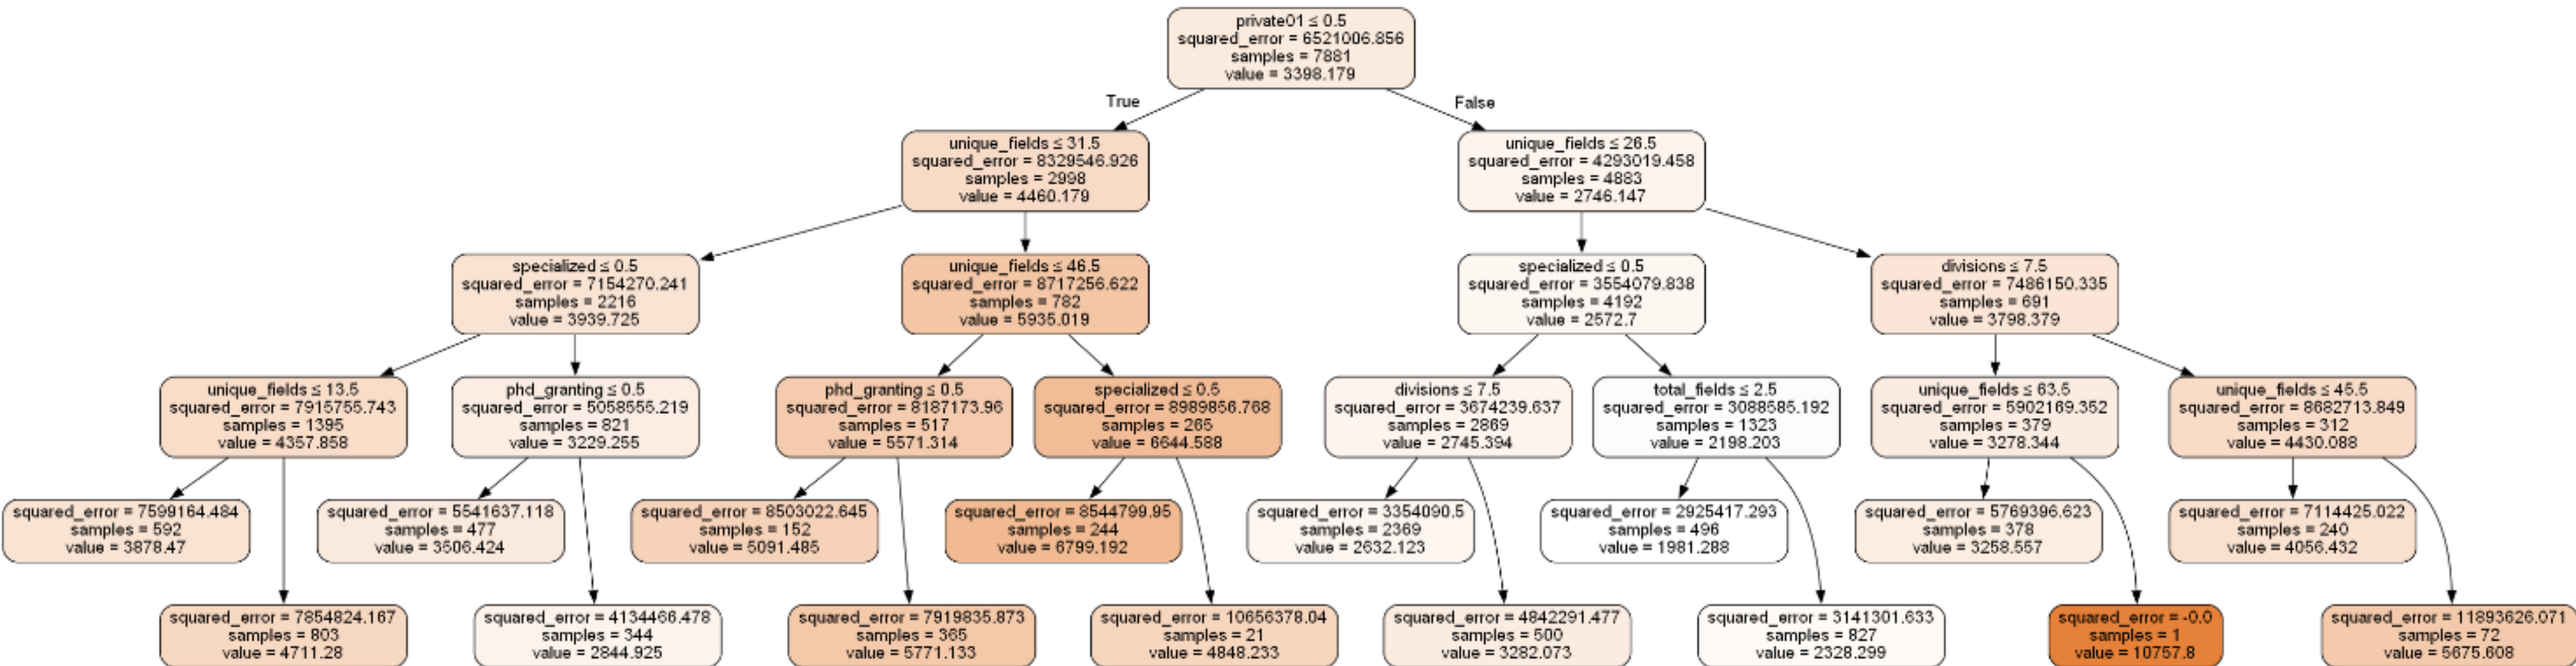 private01 ≤ 0.5
squared_error = 6521006.856
samples = 7881
value = 3398.179
True
False
unique_fields ≤ 31.5
squared_error = 8329546.926
samples = 2998
value = 4460.179
unique_fields ≤ 26.5
squared_error = 4293019.458
samples = 4883
value = 2746.147
specialized ≤ 0.5
squared_error = 7154270.241
samples = 2216
value = 3939.725
unique_fields ≤ 46.5
squared_error = 8717256.622
samples = 782
value = 5935.019
specialized ≤ 0.5
squared_error = 3554079.838
samples = 4192
value = 2572.7
divisions ≤ 7.5
squared_error = 7486150.335
samples = 691
value = 3798.379
unique_fields ≤ 13.5
squared_error = 7915755.743
samples = 1395
value = 4357.858
phd_granting ≤ 0.5
squared_error = 5058555.219
samples = 821
value = 3229.255
phd_granting ≤ 0.5
squared_error = 8187173.96
samples = 517
value = 5571.314
specialized ≤ 0.5
squared_error = 8989856.768
samples = 265
value = 6644.588
divisions ≤ 7.5
squared_error = 3674239.637
samples = 2869
value = 2745.394
total_fields ≤ 2.5
squared_error = 3088585.192
samples = 1323
value = 2198.203
unique_fields ≤ 63.5
squared_error = 5902169.352
samples = 379
value = 3278.344
unique_fields ≤ 45.5
squared_error = 8682713.849
samples = 312
value = 4430.088
squared_error = 7599164.484
samples = 592
value = 3878.47
squared_error = 5541637.118
samples = 477
value = 3506.424
squared_error = 8503022.645
samples = 152
value = 5091.485
squared_error = 8544799.95
samples = 244
value = 6799.192
squared_error = 3354090.5
samples = 2369
value = 2632.123
squared_error = 2925417.293
samples = 496
value = 1981.288
squared_error = 5769396.623
samples = 378
value = 3258.557
squared_error = 7114425.022
samples = 240
value = 4056.432
squared_error = 7854824.167
samples = 803
value = 4711.28
squared_error = 4134466.478
samples = 344
value = 2844.925
squared_error = 7919835.873
samples = 365
value = 5771.133
squared_error = 10656378.04
samples = 21
value = 4848.233
squared_error = 4842291.477
samples = 500
value = 3282.073
squared_error = 3141301.633
samples = 827
value = 2328.299
squared_error = -0.0
samples = 1
value = 10757.8
squared_error = 11893626.071
samples = 72
value = 5675.608